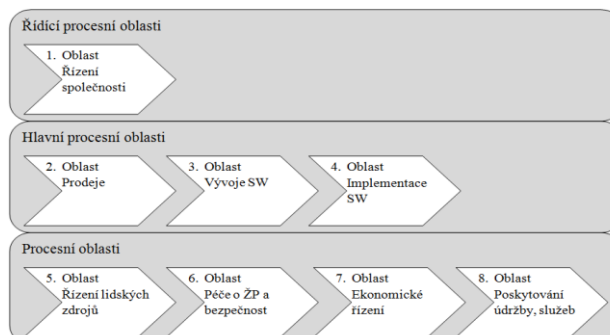 Řídící procesní oblasti
1. Oblast
Řízení
společnosti
Hlavní procesní oblasti
2. Oblast
Prodeje
3. Oblast
Vývoje SW
4. Oblast
Implementace
SW
Procesní oblasti
5. Oblast
Řízení lidských
zdrojů
6. Oblast
Péče o ŽP a
bezpečnost
7. Oblast
Ekonomické
řízení
8. Oblast
Poskytování
údržby, služeb